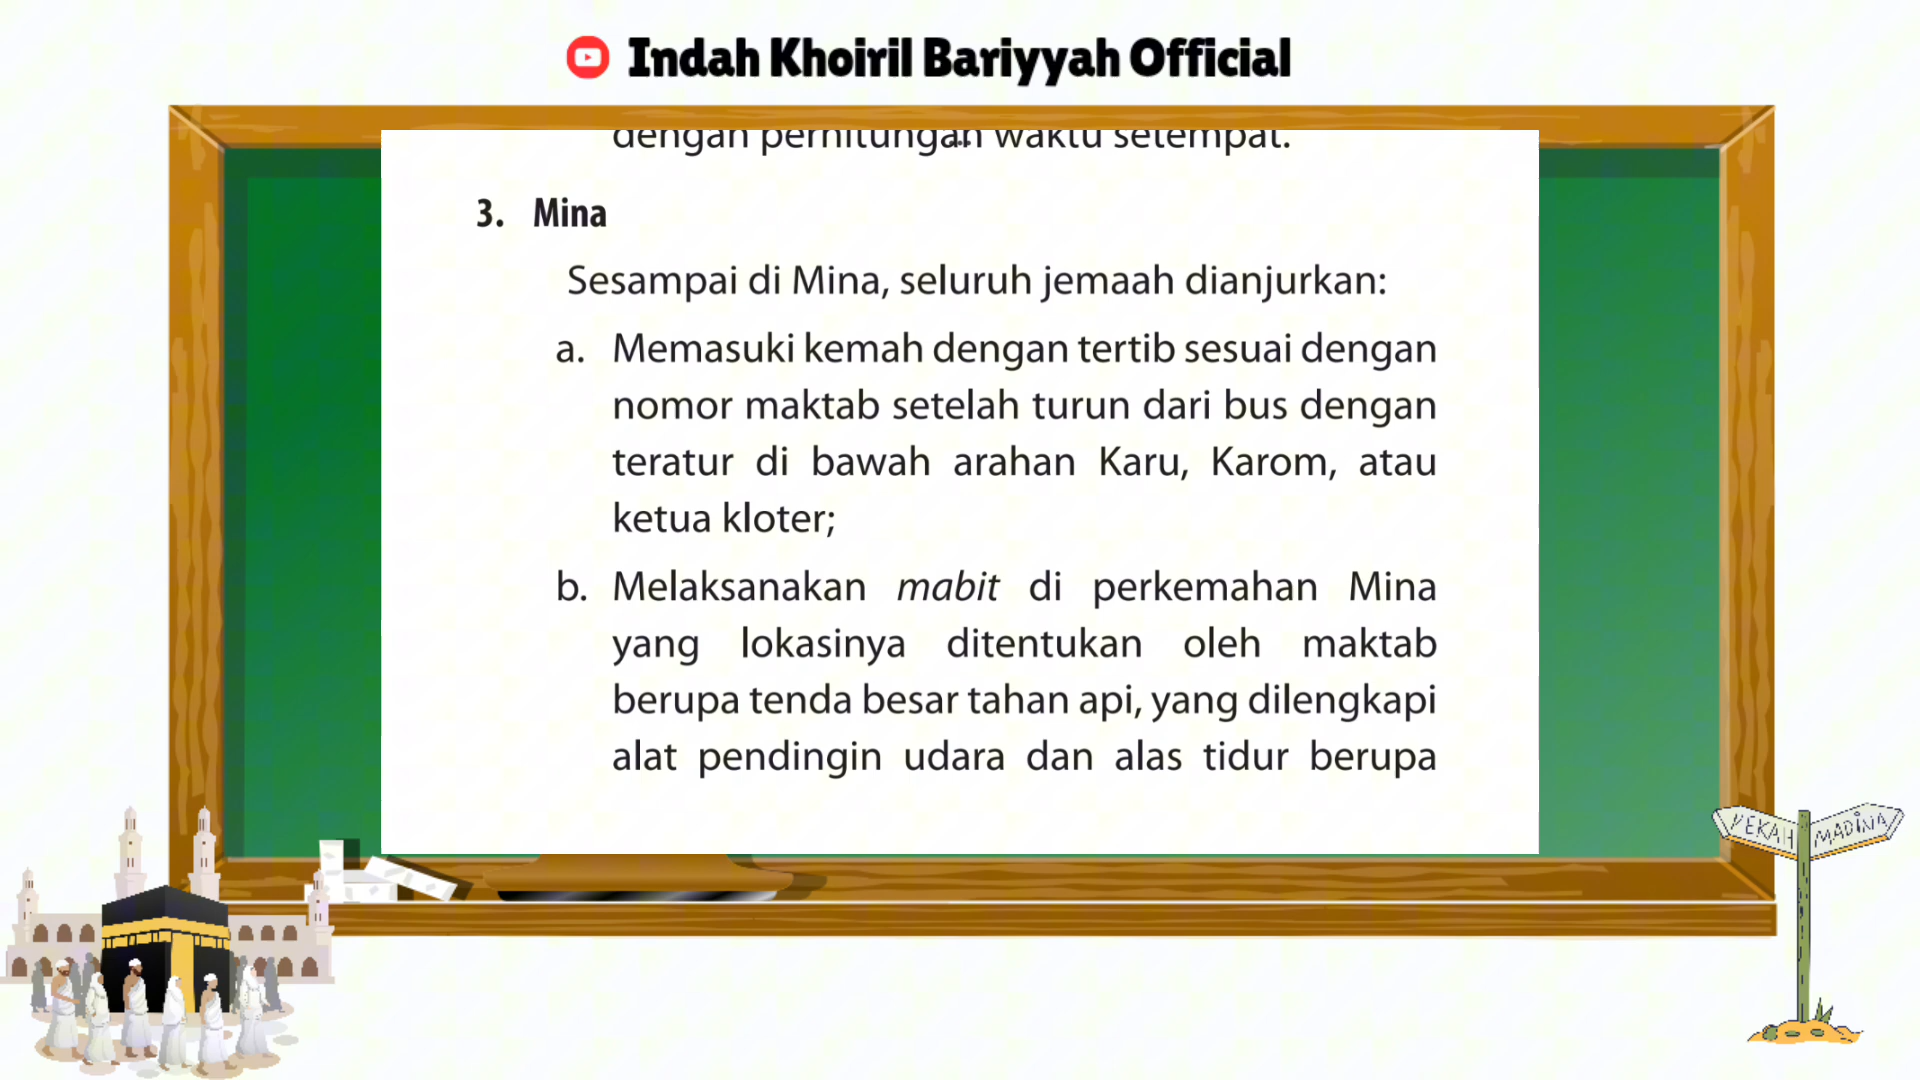 Indah Khoiril Bariyyah Official
dengan perhitungan waktu setempat.
3. Mina
Sesampai di Mina, seluruh jemaah dianjurkan:
a. Memasuki kemah dengan tertib sesuai dengan
nomor maktab setelah turun dari bus dengan
teratur di bawah arahan Karu, Karom, atau
ketua kloter;
b. Melaksanakan mabit di perkemahan Mina
yang lokasinya ditentukan oleh maktab
berupa tenda besar tahan api, yang dilengkapi
alat pendingin udara dan alas tidur berupa
MEKAH MADINA